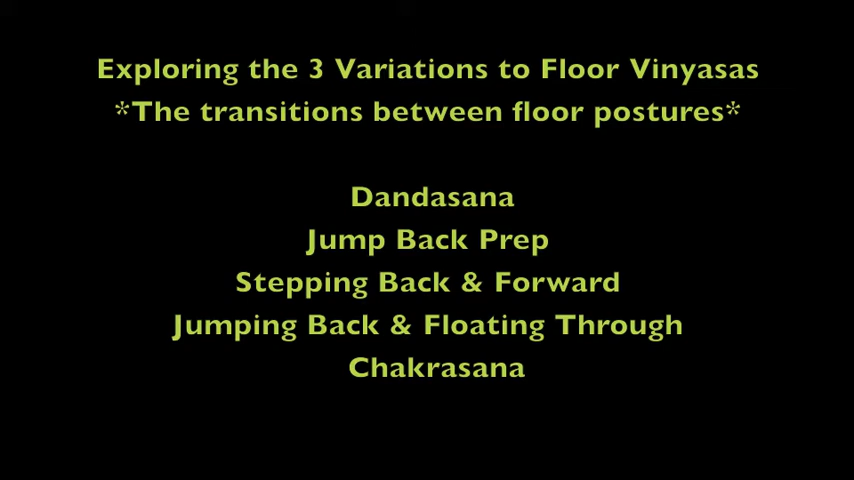 Exploring the 3 Variations to Floor Vinyasas
*The transitions between floor postures*
Dandasana
Jump Back Prep
Stepping Back & Forward
Jumping Back & Floating Through
Chakrasana